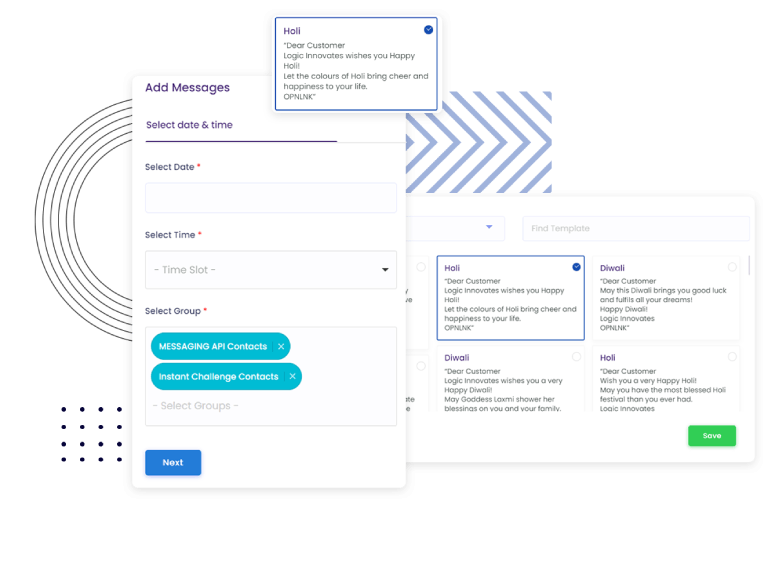 Holi
"Dear Customer
Logic Innovates wishes you Happy
Holi!
Let the colours of Holi bring cheer and
happiness to your life.
OPNLNK"
Add Messages
Select date & time
Select Date *
Select Time *
- Time Slot -
Select Group *
MESSAGING API Contacts ×
Instant Challenge Contacts ×
- Select Groups -
Next
Find Template
Holi
"Dear Customer
Logic Innovates wishes you Happy
Holi!
Let the colours of Holi bring cheer and
happiness to your life.
OPNLNK"
Diwali
"Dear Customer
May this Diwali brings you good luck
and fulfils all your dreams!
Happy Diwali!
Logic Innovates
OPNLNK"
Diwali
"Dear Customer
Logic Innovates wishes you a very
Happy Diwali!
May Goddess Laxmi shower her
blessings on you and your family.
Holi
"Dear Customer
Wish you a very Happy Holi!
May you have the most blessed Holi
festival than you ever had.
Logic Innovates
Save